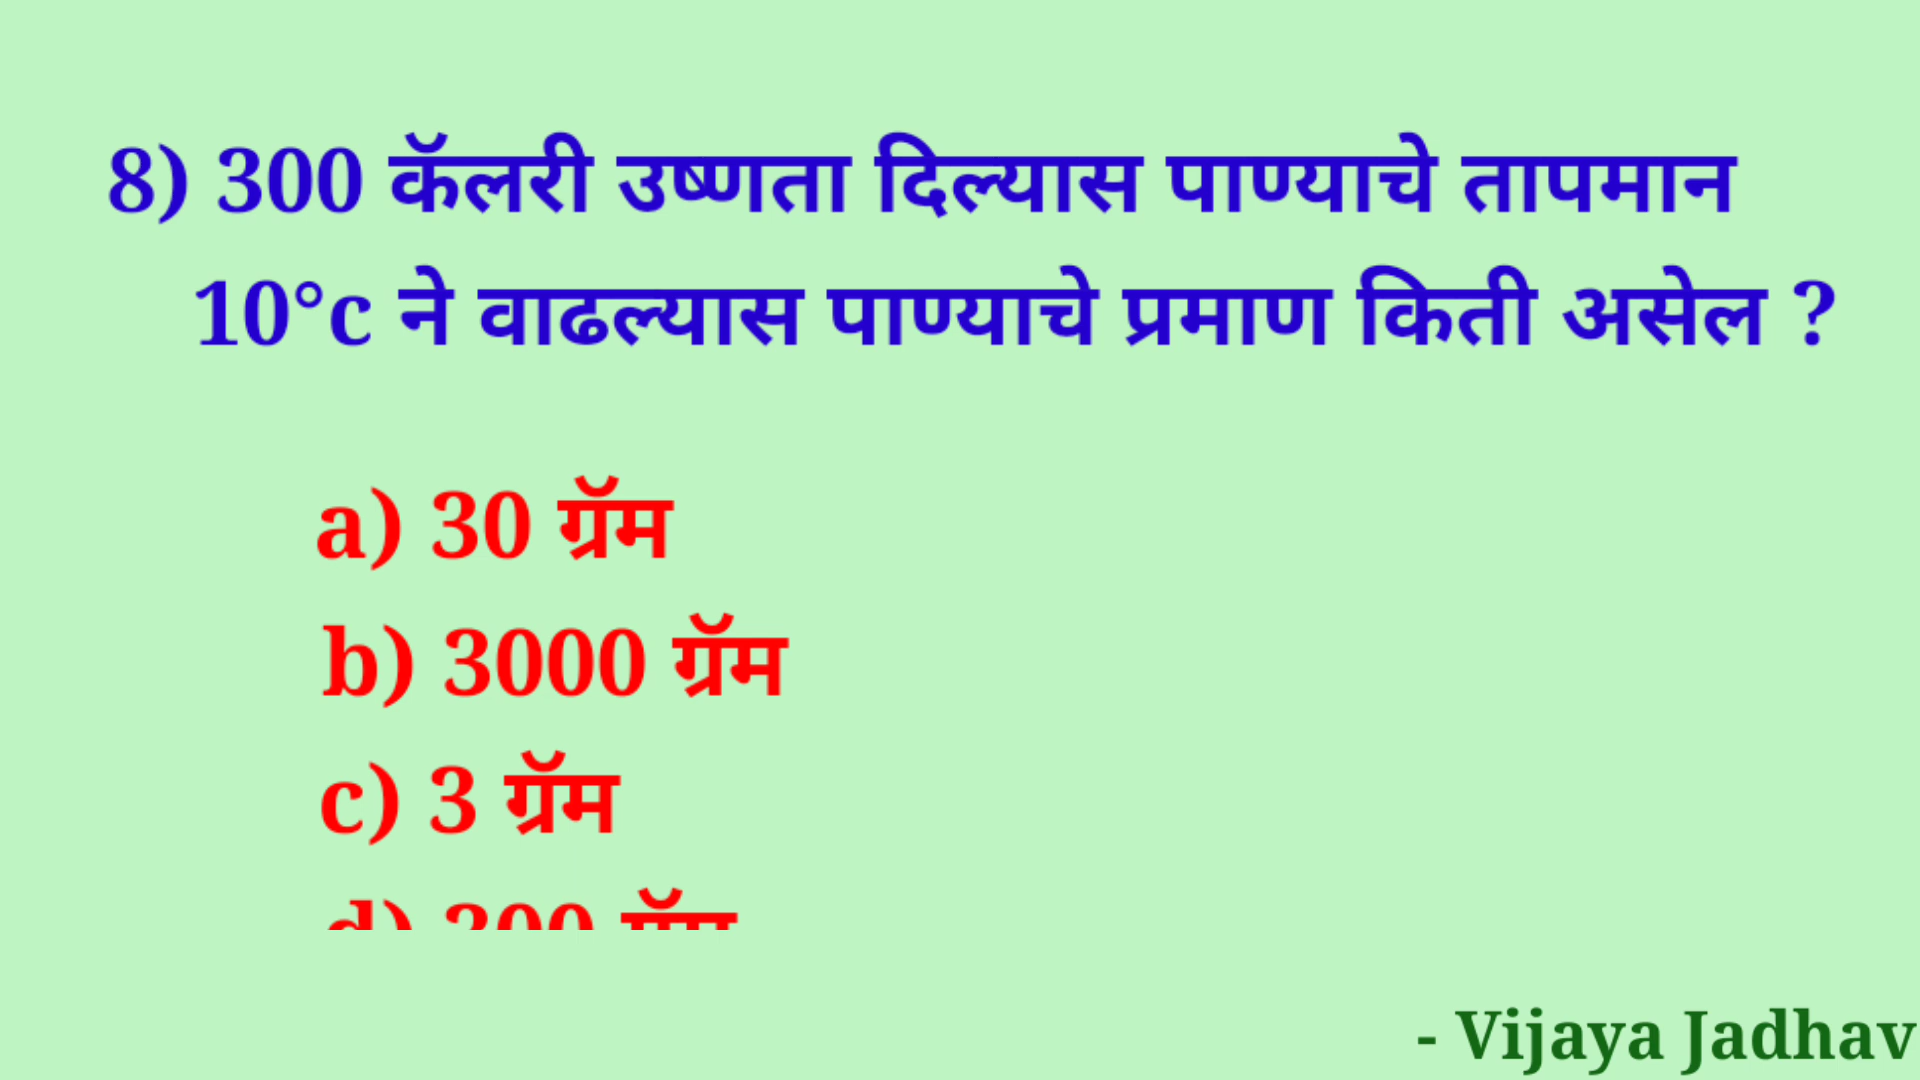 8) 300 कॅलरी उष्णता दिल्यास पाण्याचे तापमान
10°c ने वाढल्यास पाण्याचे प्रमाण किती असेल ?
a) 30 ग्रॅम
b) 3000 ग्रॅम
c) 3 ग्रॅम
- Vijaya Jadhav